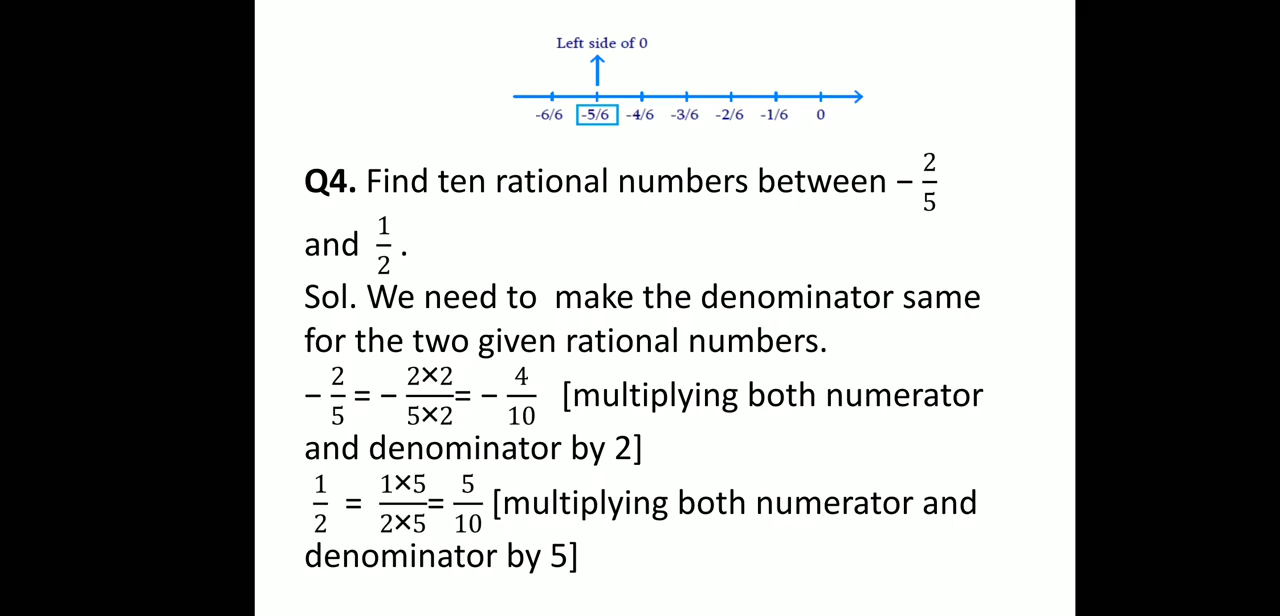 Left side of 0
-6/6 -5/6 -4/6 -3/6 -2/6 -1/6 0
Q4. Find ten rational numbers between − 2/5
and 1/2 .
Sol. We need to make the denominator same
for the two given rational numbers.
− 2/5 = − 2×2/5×2 = − 4/10 [multiplying both numerator
and denominator by 2]
1/2 = 1×5/2×5 = 5/10 [multiplying both numerator and
denominator by 5]